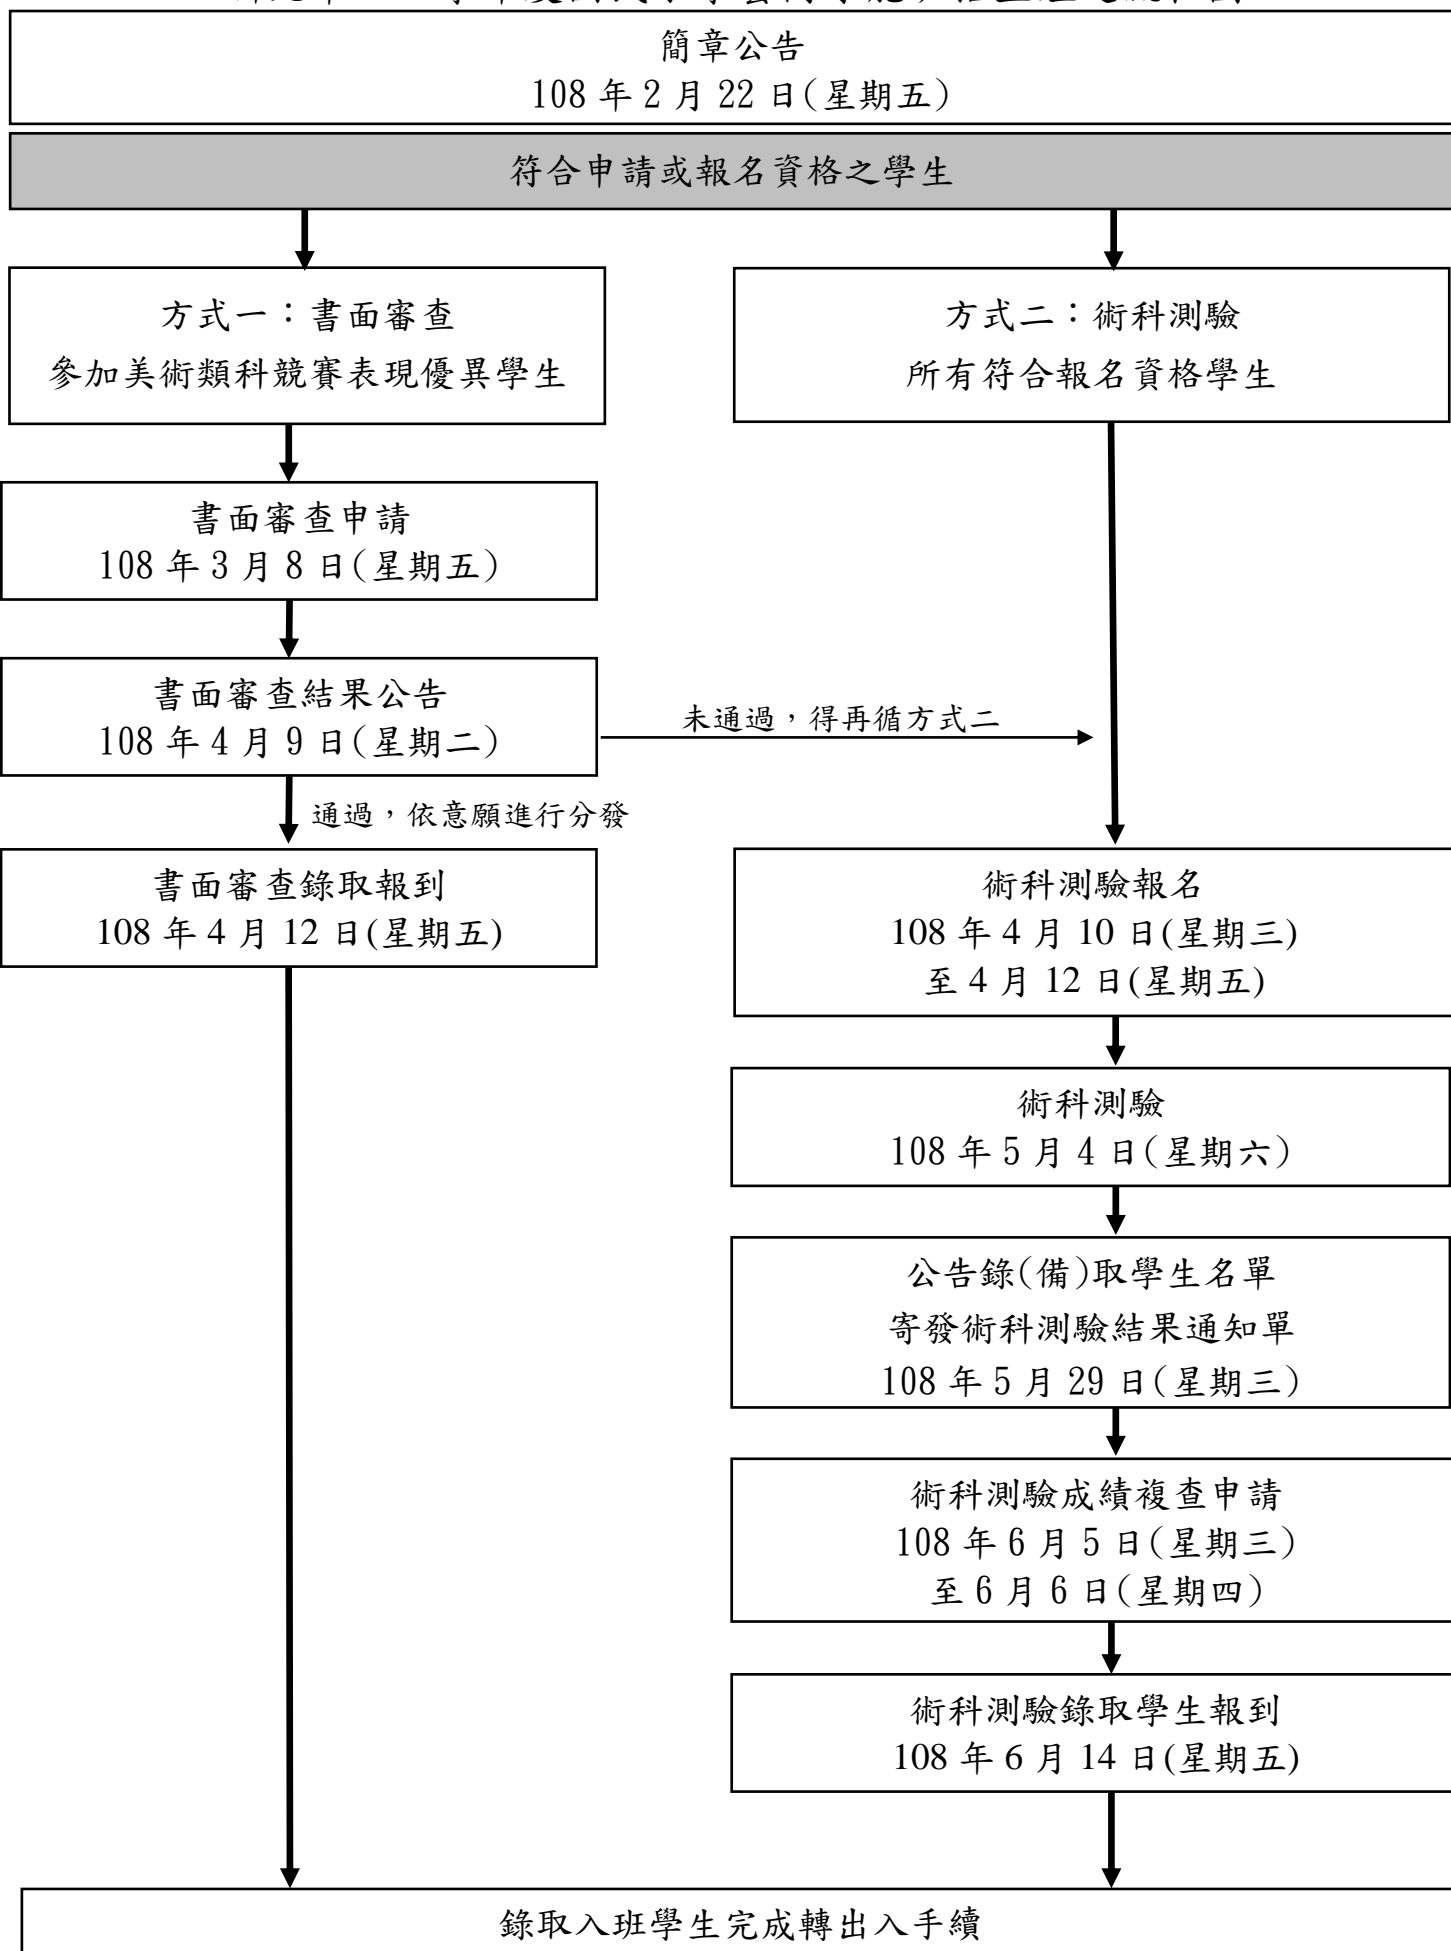 簡章公告
108 年 2 月 22 日(星期五)
符合申請或報名資格之學生
方式一：書面審查
參加美術類科競賽表現優異學生
方式二：術科測驗
所有符合報名資格學生
書面審查申請
108 年 3 月 8 日(星期五)
書面審查結果公告
108 年 4 月 9 日(星期二)
未通過，得再循方式二
通過，依意願進行分發
書面審查錄取報到
108 年 4 月 12 日(星期五)
術科測驗報名
108 年 4 月 10 日(星期三)
至 4 月 12 日(星期五)
術科測驗
108 年 5 月 4 日(星期六)
公告錄(備)取學生名單
寄發術科測驗結果通知單
108 年 5 月 29 日(星期三)
術科測驗成績複查申請
108 年 6 月 5 日(星期三)
至 6 月 6 日(星期四)
術科測驗錄取學生報到
108 年 6 月 14 日(星期五)
錄取入班學生完成轉出入手續